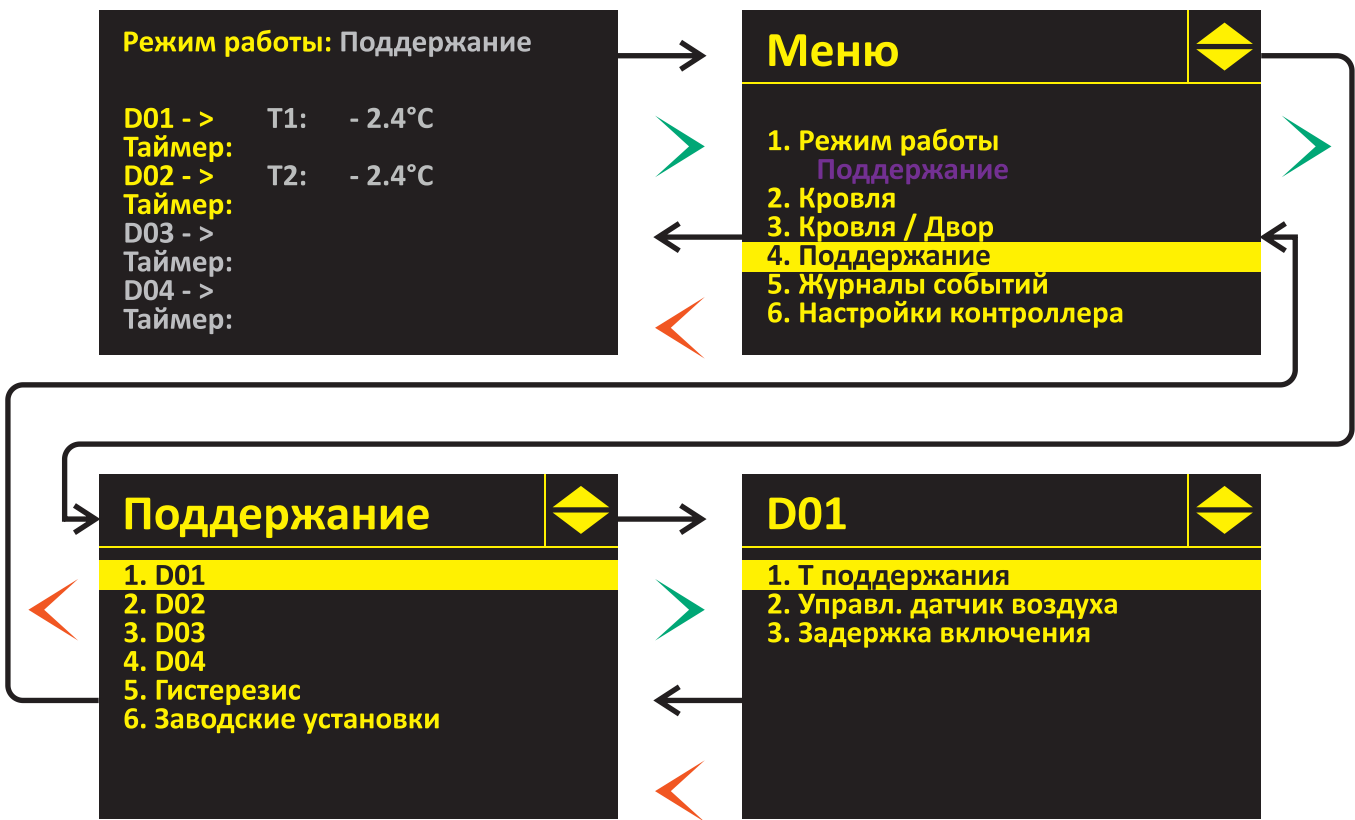 Режим работы: Поддержание
D01 - > T1: - 2.4°C
Таймер:
D02 - > T2: - 2.4°C
Таймер:
D03 - >
Таймер:
D04 - >
Таймер:
Меню
1. Режим работы
Поддержание
2. Кровля
3. Кровля / Двор
4. Поддержание
5. Журналы событий
6. Настройки контроллера
Поддержание
1. D01
2. D02
3. D03
4. D04
5. Гистерезис
6. Заводские установки
D01
1. Т поддержания
2. Управл. датчик воздуха
3. Задержка включения